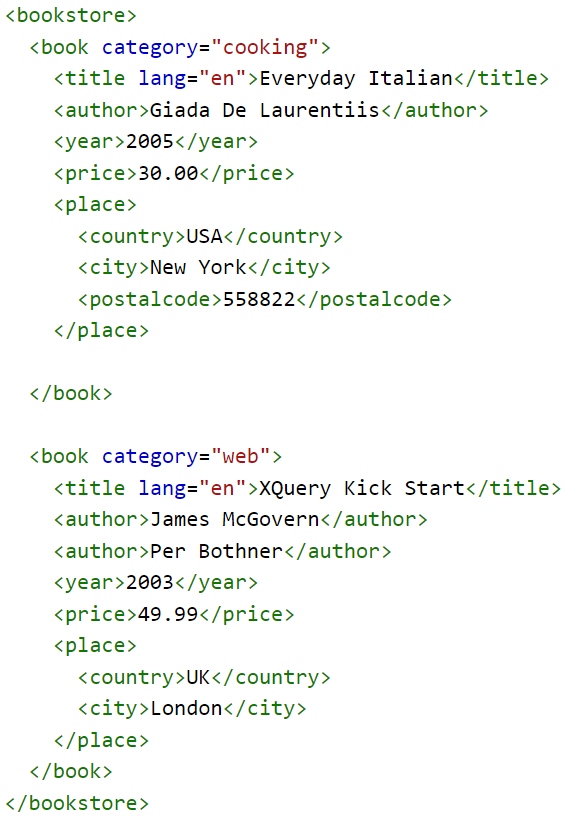 <bookstore>
<book category="cooking">
<title lang="en">Everyday Italian</title>
<author>Giada De Laurentiis</author>
<year>2005</year>
<price>30.00</price>
<place>
<country>USA</country>
<city>New York</city>
<postalcode>558822</postalcode>
</place>
</book>
<book category="web">
<title lang="en">XQuery Kick Start</title>
<author>James McGovern</author>
<author>Per Bothner</author>
<year>2003</year>
<price>49.99</price>
<place>
<country>UK</country>
<city>London</city>
</place>
</book>
</bookstore>